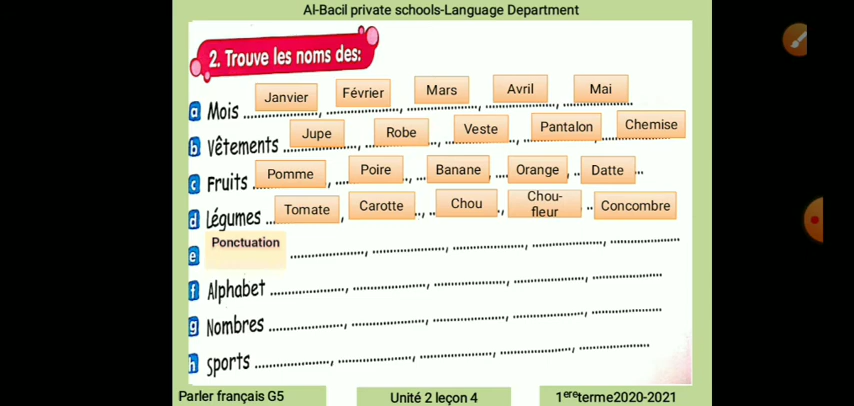 Al-Bacil private schools-Language Department
2. Trouve les noms des:
a Mois Janvier, Février, Mars, Avril, Mai
b Vêtements Jupe, Robe, Veste, Pantalon, Chemise
c Fruits Pomme, Poire, Banane, Orange, Datte
d Légumes Tomate, Carotte, Chou, Chou-fleur, Concombre
e Ponctuation
f Alphabet
g Nombres
h Sports
Parler français G5 Unité 2 leçon 4 1ereterme2020-2021